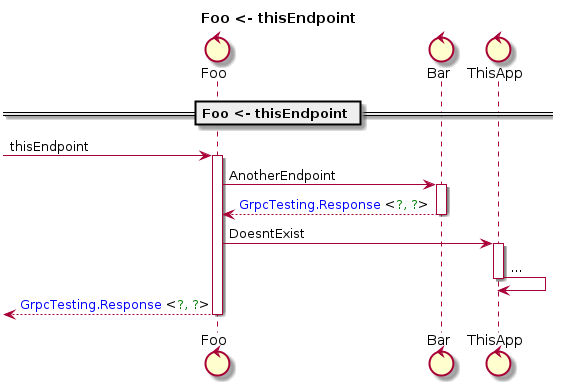 Foo <- thisEndpoint
Foo Bar ThisApp
Foo <- thisEndpoint
thisEndpoint
AnotherEndpoint
GrpcTesting.Response <?, ?>
DoesntExist
...
GrpcTesting.Response <?, ?>
Foo Bar ThisApp